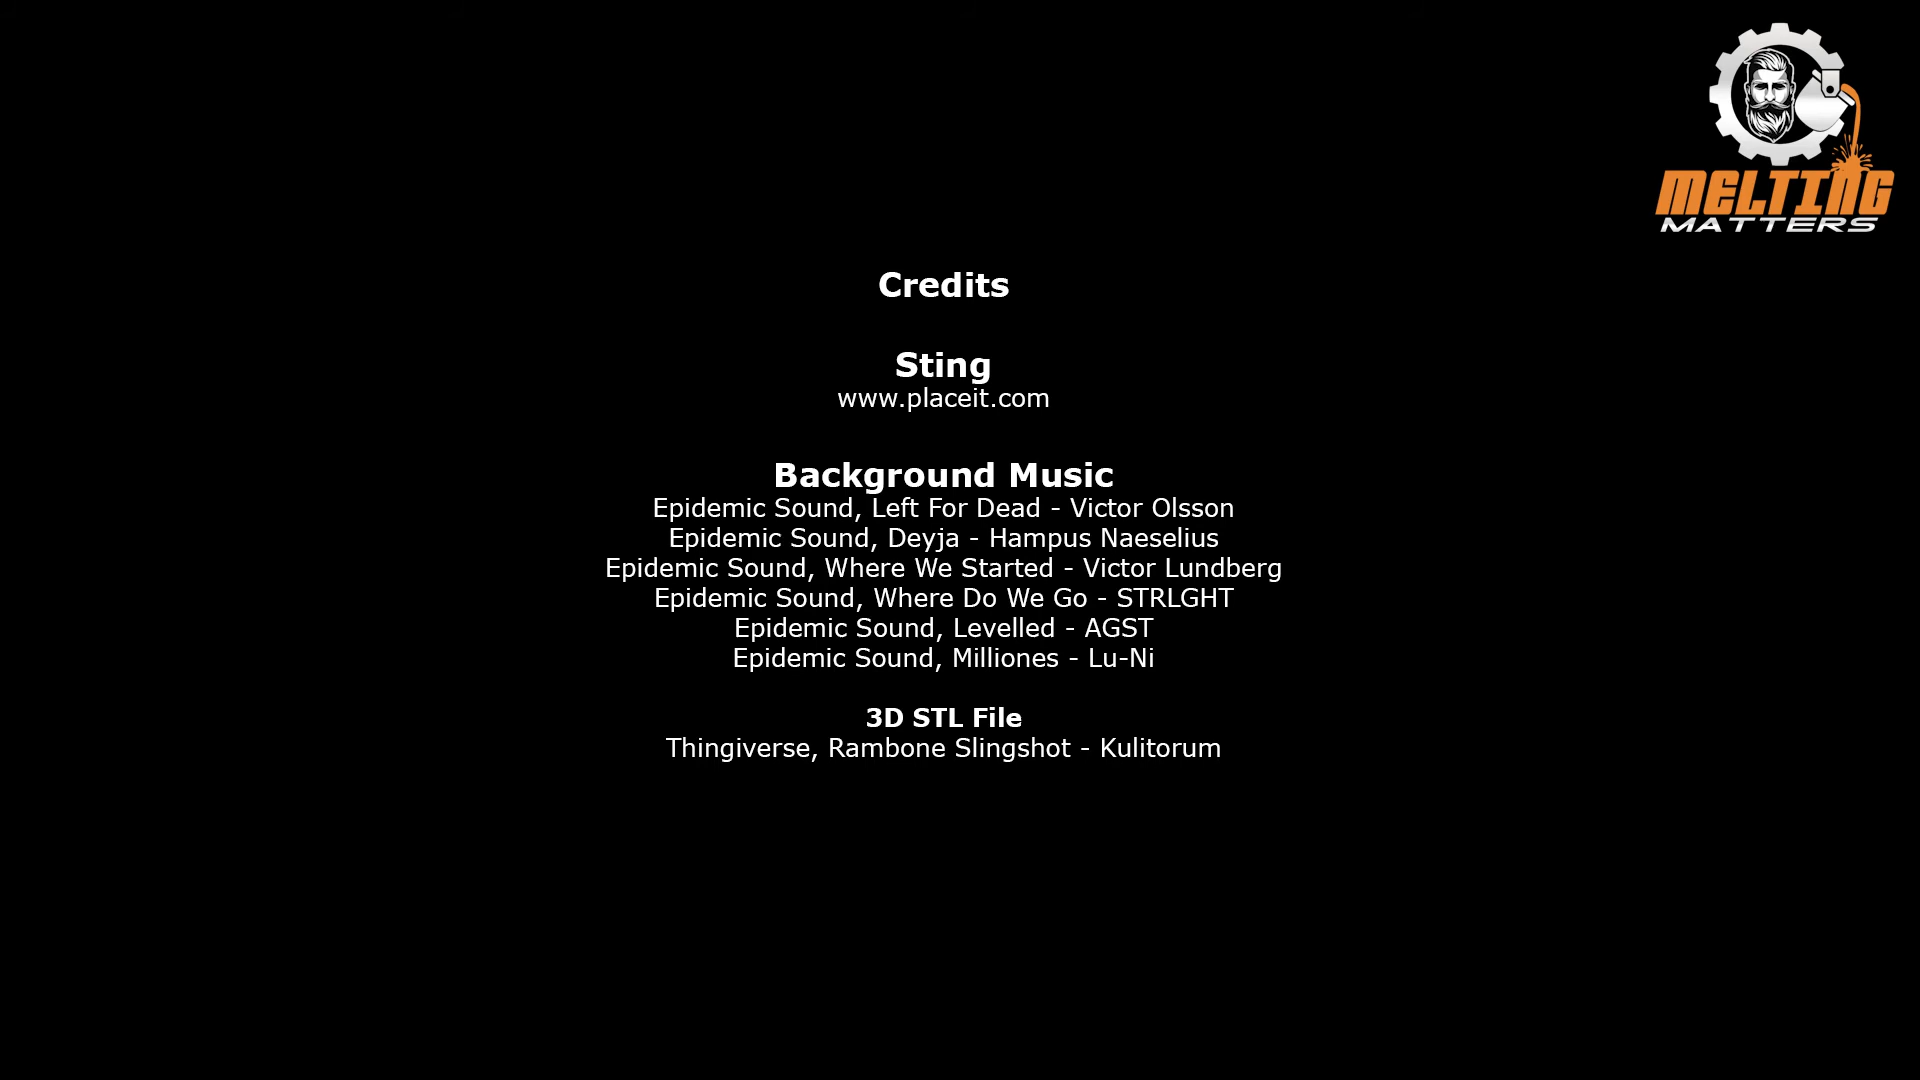 MELTING
MATTERS
Credits
Sting
www.placeit.com
Background Music
Epidemic Sound, Left For Dead - Victor Olsson
Epidemic Sound, Deyja - Hampus Naeselius
Epidemic Sound, Where We Started - Victor Lundberg
Epidemic Sound, Where Do We Go - STRLGHT
Epidemic Sound, Levelled - AGST
Epidemic Sound, Milliones - Lu-Ni
3D STL File
Thingiverse, Rambone Slingshot - Kulitorum